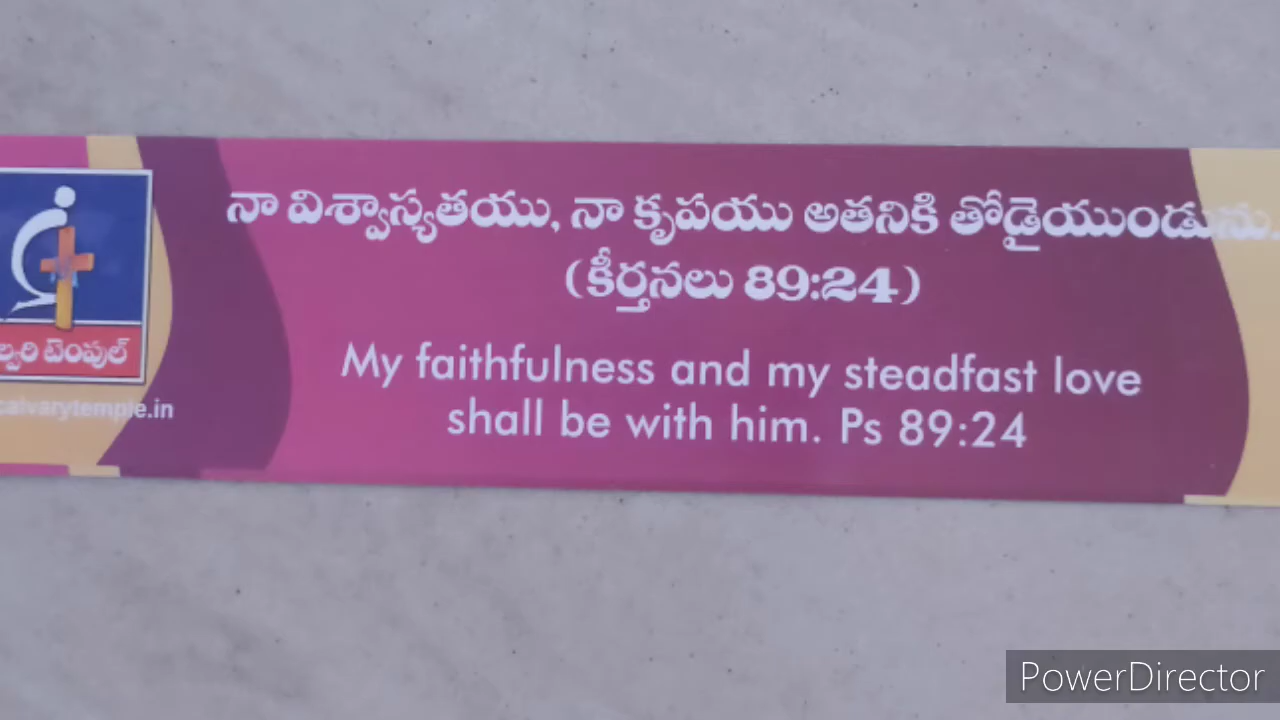 నా విశ్వాస్యతయు, నా కృపయు అతనికి తోడైయుండును.
(కీర్తనలు 89:24)
My faithfulness and my steadfast love
shall be with him. Ps 89:24
టెంపుల్
calvarytemple.in
PowerDirector